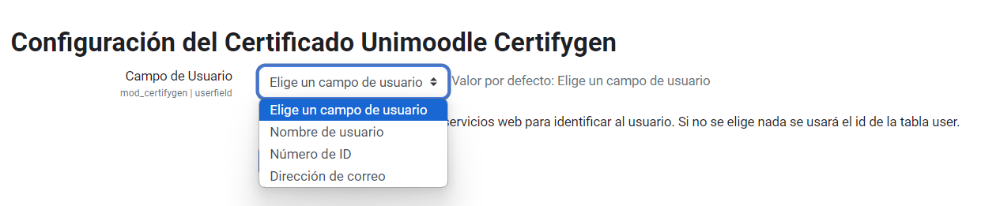 Configuración del Certificado Unimoodle Certifygen
Campo de Usuario
mod_certifygen | userfield
Elige un campo de usuario
Valor por defecto: Elige un campo de usuario
Elige un campo de usuario
Nombre de usuario
Número de ID
Dirección de correo
servicios web para identificar al usuario. Si no se elige nada se usará el id de la tabla user.